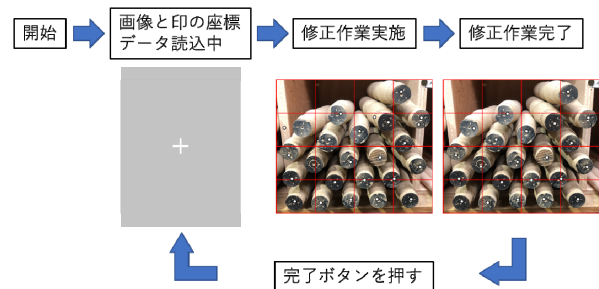 開始
画像と印の座標
データ読込中
修正作業実施
修正作業完了
完了ボタンを押す